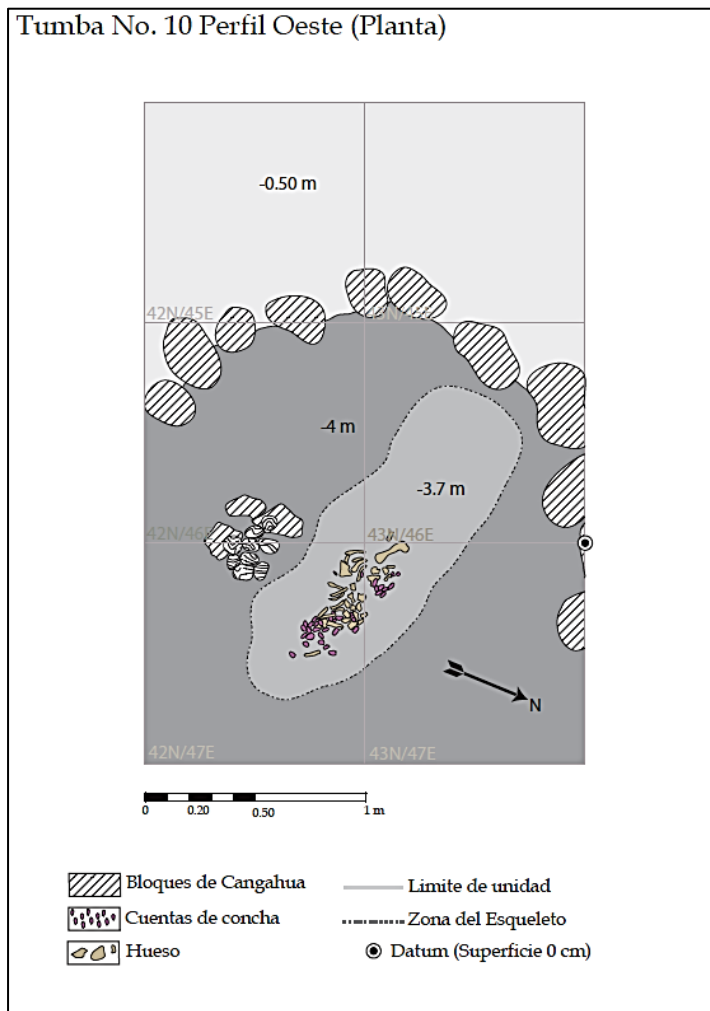 Tumba No. 10 Perfil Oeste (Planta)
-0.50 m
42N/45E
43N/45E
-4 m
-3.7 m
42N/46E
43N/46E
N
42N/47E
43N/47E
0
0.20
0.50
1 m
Bloques de Cangahua
Limite de unidad
Cuentas de concha
Zona del Esqueleto
Hueso
Datum (Superficie 0 cm)